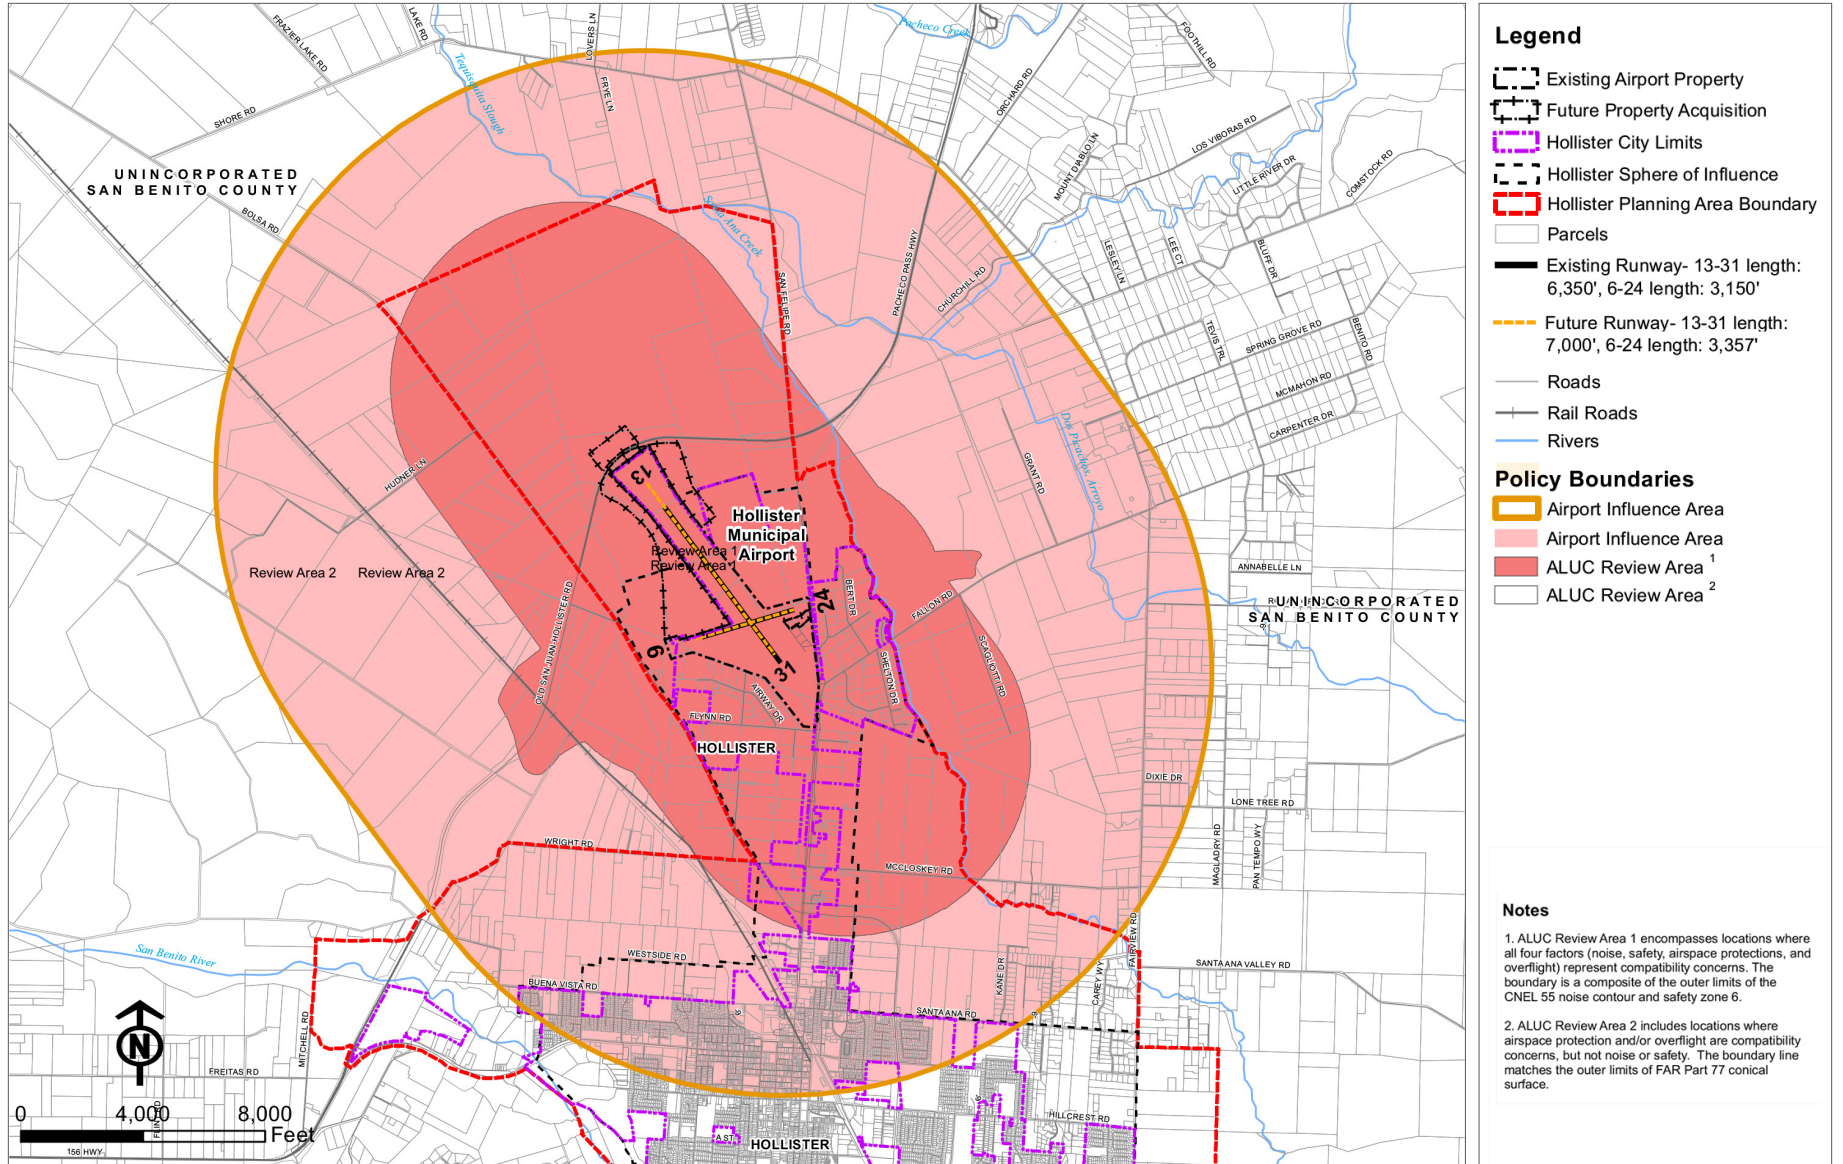 FRAZIER LAKE RD
LAKE RD
LOVERS LN
Pacheco Creek
FOOTHILL RD
Tequisquita Slough
FRYE LN
ORCHARD RD
SHORE RD
LOS VIBORAS RD
MOUNT DIABLO LN
LITTLE RIVER DR
COMSTOCK RD
UNINCORPORATED
SAN BENITO COUNTY
BOLSA RD
Santa Ana Creek
PACHECO PASS HWY
LESLEY LN
LEE CT
BLUFF DR
CHURCHILL RD
SAN FELIPE RD
TEVIS TRL
SPRING GROVE RD
BENITO RD
MCMAHON RD
CARPENTER DR
HUDNER LN
GRANT RD
Dos Picachos Arroyo
13
Hollister
Municipal
Airport
Review Area 1
Review Area 1
Review Area 2
Review Area 2
ANNABELLE LN
UNINCORPORATED
SAN BENITO COUNTY
BERT DR
24
FALLON RD
OLD SAN JUAN-HOLLISTER RD
6
31
SHELTON DR
SCAGLIOTTI RD
AIRWAY DR
FLYNN RD
HOLLISTER
DIXIE DR
LONE TREE RD
WRIGHT RD
MCCLOSKEY RD
MAGLADRY RD
PAN TEMPO WY
FAIRVIEW RD
San Benito River
WESTSIDE RD
KANE DR
CAREY WY
SANTA ANA VALLEY RD
BUENA VISTA RD
SANTA ANA RD
MITCHELL RD
N
FREITAS RD
0 4,000 8,000
Feet
156 HWY
A ST
HOLLISTER
HILLCREST RD
Legend
Existing Airport Property
Future Property Acquisition
Hollister City Limits
Hollister Sphere of Influence
Hollister Planning Area Boundary
Parcels
Existing Runway- 13-31 length:
6,350', 6-24 length: 3,150'
Future Runway- 13-31 length:
7,000', 6-24 length: 3,357'
Roads
Rail Roads
Rivers
Policy Boundaries
Airport Influence Area
Airport Influence Area
ALUC Review Area 1
ALUC Review Area 2
Notes
1. ALUC Review Area 1 encompasses locations where
all four factors (noise, safety, airspace protections, and
overflight) represent compatibility concerns. The
boundary is a composite of the outer limits of the
CNEL 55 noise contour and safety zone 6.
2. ALUC Review Area 2 includes locations where
airspace protection and/or overflight are compatibility
concerns, but not noise or safety. The boundary line
matches the outer limits of FAR Part 77 conical
surface.